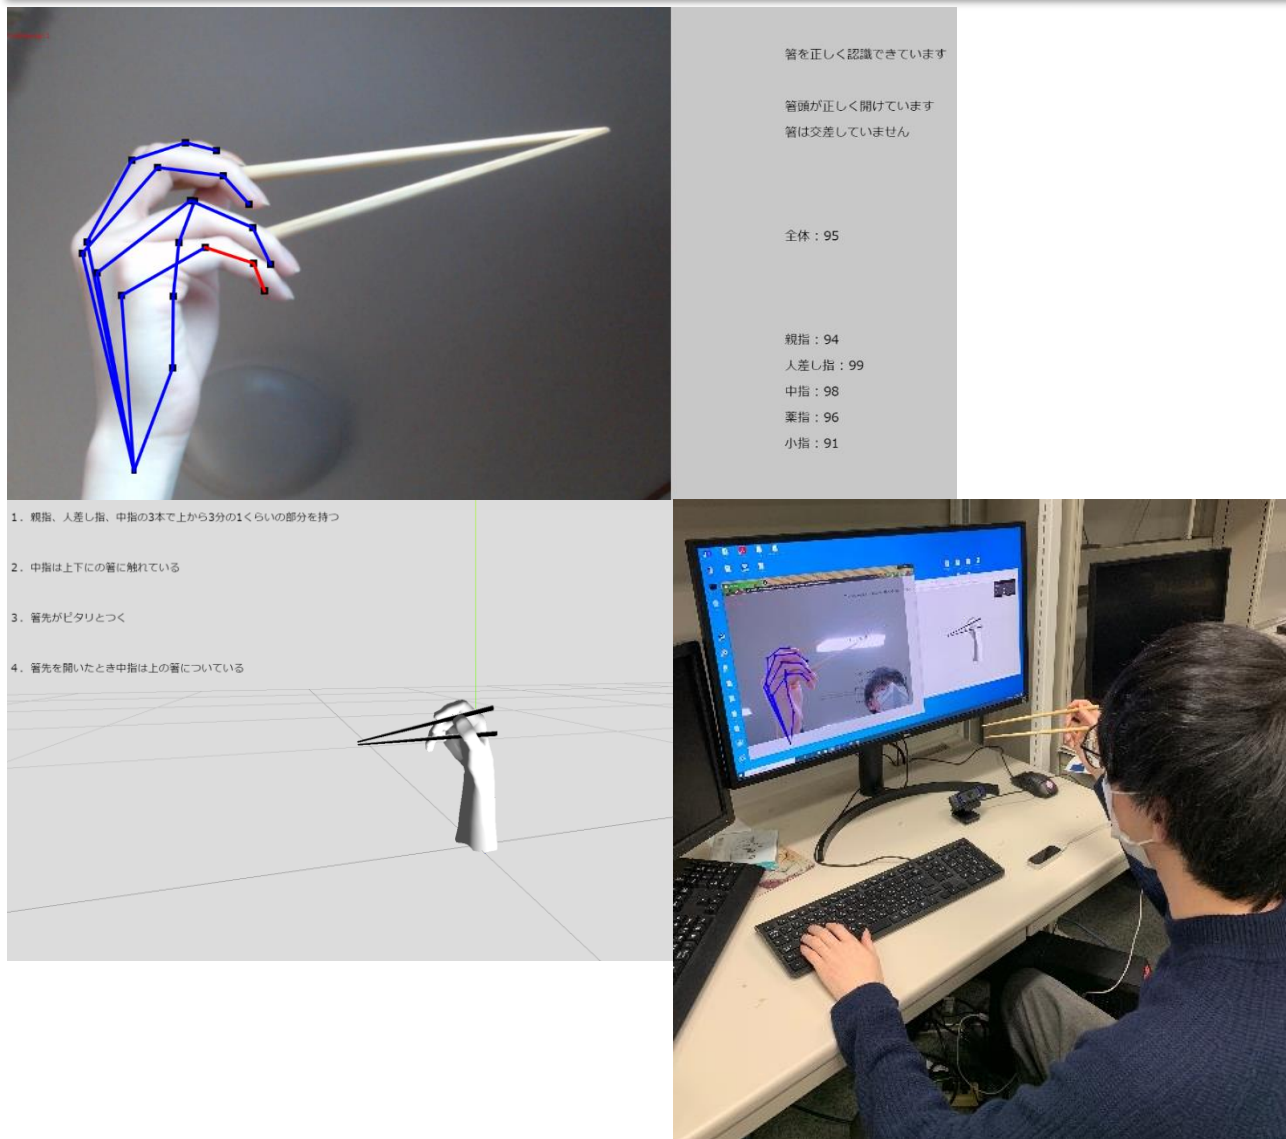 箸を正しく認識できています
箸頭が正しく開けています
箸は交差していません
全体：95
親指：94
人差し指：99
中指：98
薬指：96
小指：91
1. 親指、人差し指、中指の3本で上から3分の1くらいの部分を持つ
2. 中指は上下にの箸に触れている
3. 箸先がピタリとつく
4. 箸先を開いたとき中指は上の箸についている